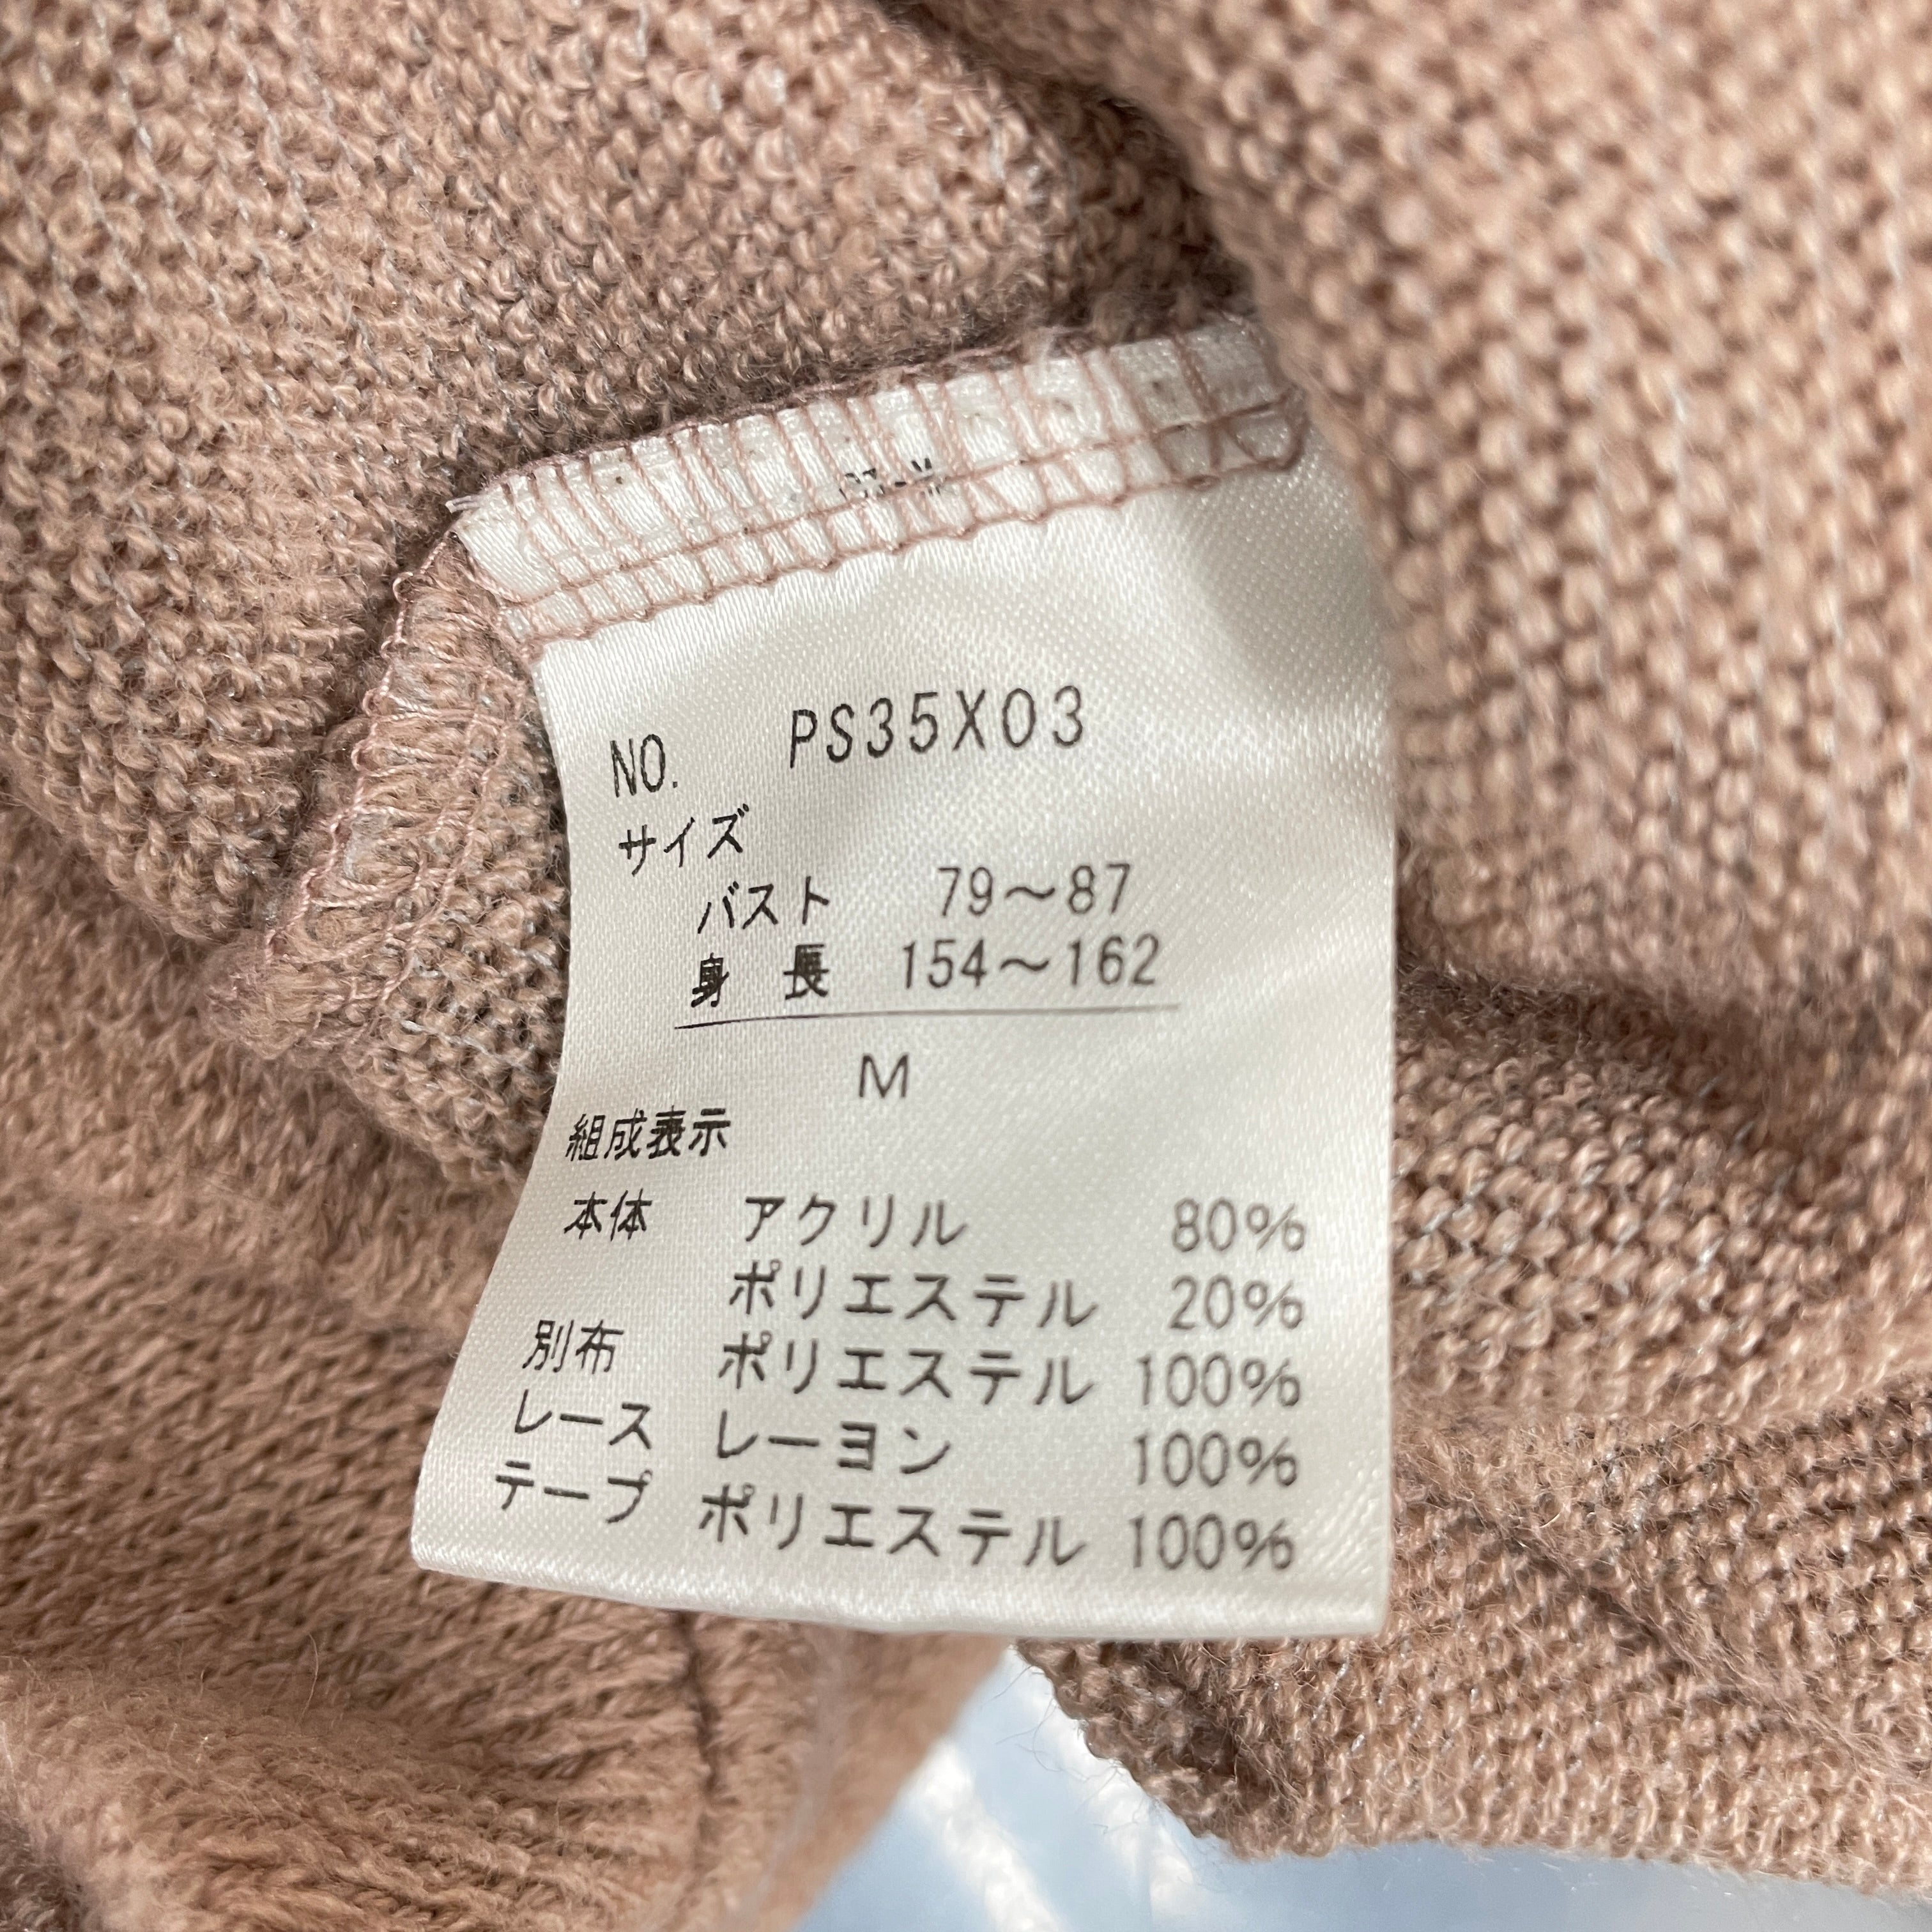 NO. PS35X03
サイズ
バスト 79～87
身長 154～162
M
組成表示
本体 アクリル 80%
ポリエステル 20%
別布 ポリエステル 100%
レース レーヨン 100%
テープ ポリエステル 100%